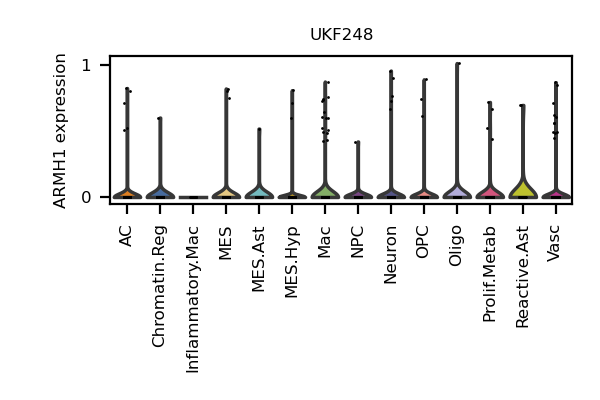 UKF248
ARMH1 expression
1
0
AC
Chromatin.Reg
Inflammatory.Mac
MES
MES.Ast
MES.Hyp
Mac
NPC
Neuron
OPC
Oligo
Prolif.Metab
Reactive.Ast
Vasc